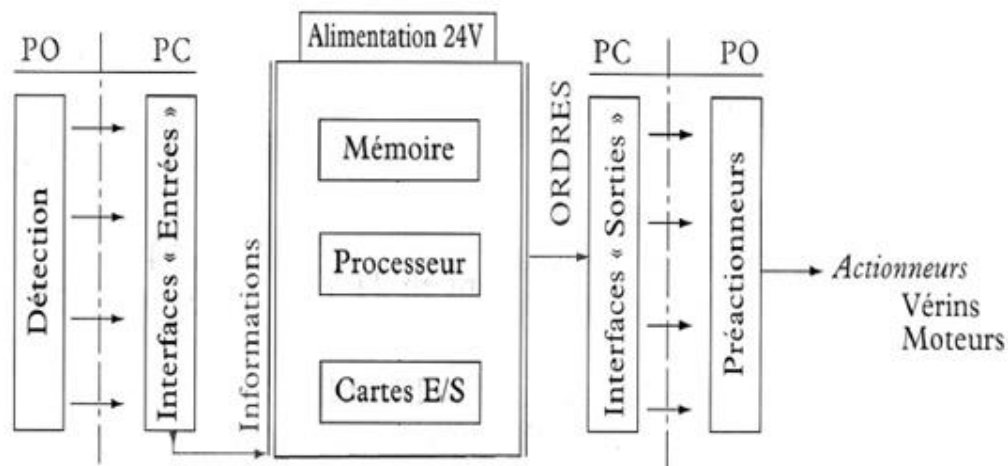 PO
PC
Détection
Interfaces « Entrées »
Informations
Alimentation 24V
Mémoire
Processeur
Cartes E/S
ORDRES
PC
PO
Interfaces « Sorties »
Préactionneurs
Actionneurs
Vérins
Moteurs